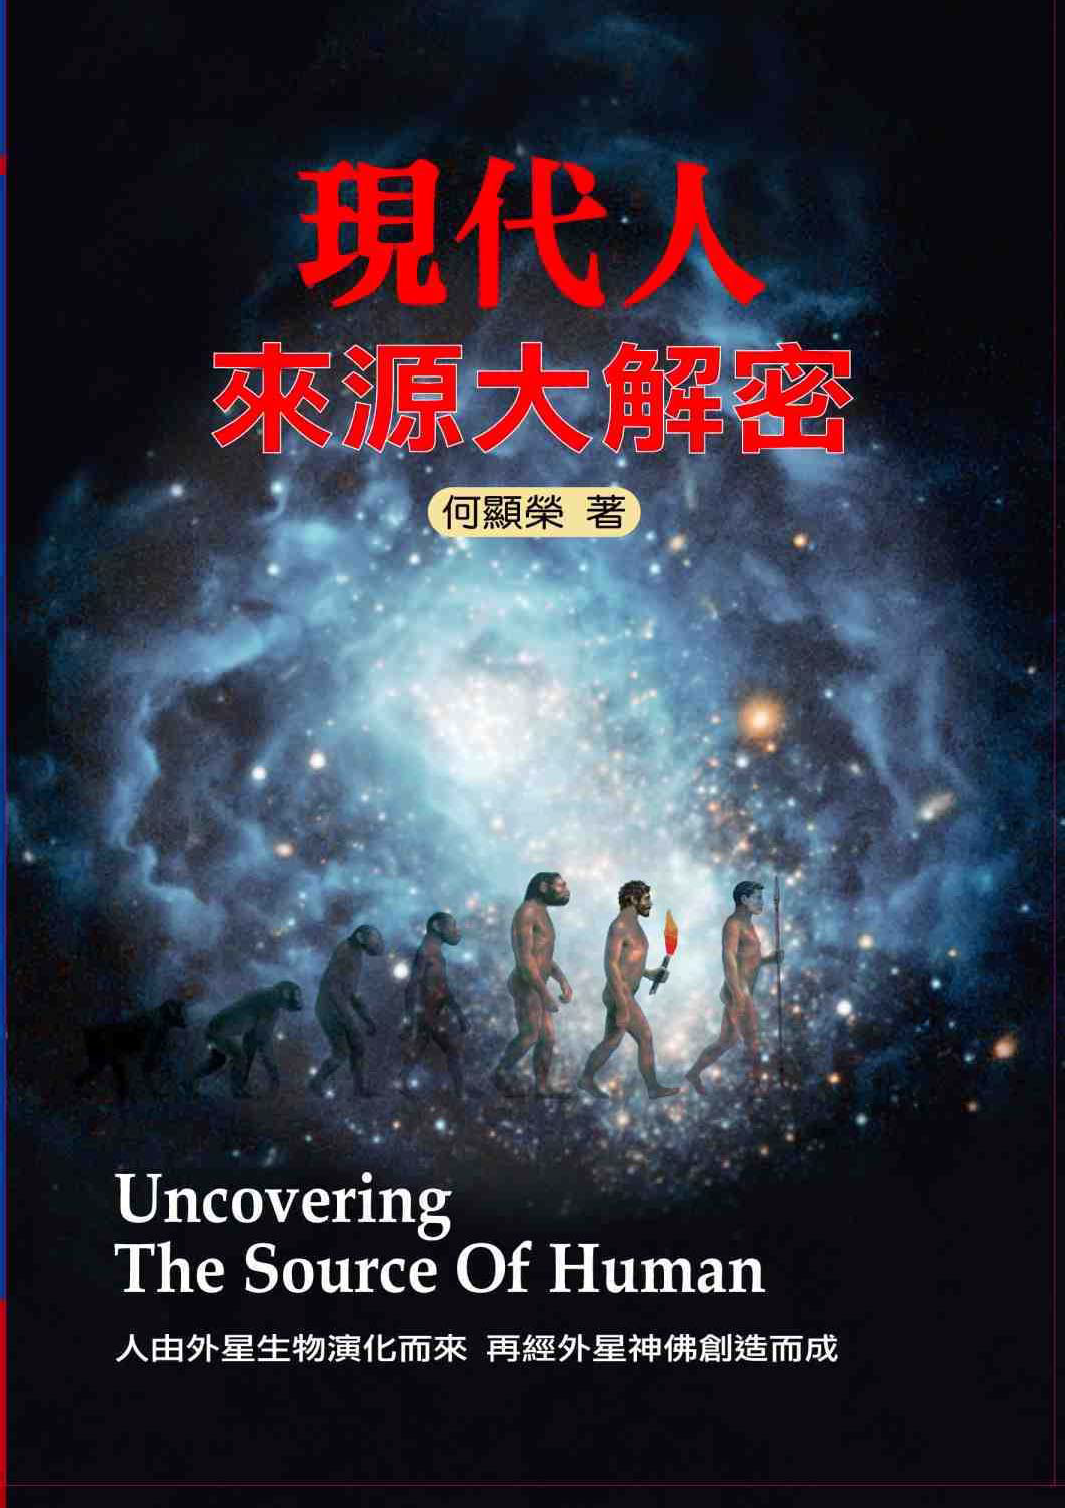 現代人
來源大解密
何顯榮 著
Uncovering
The Source Of Human
人由外星生物演化而來 再經外星神佛創造而成